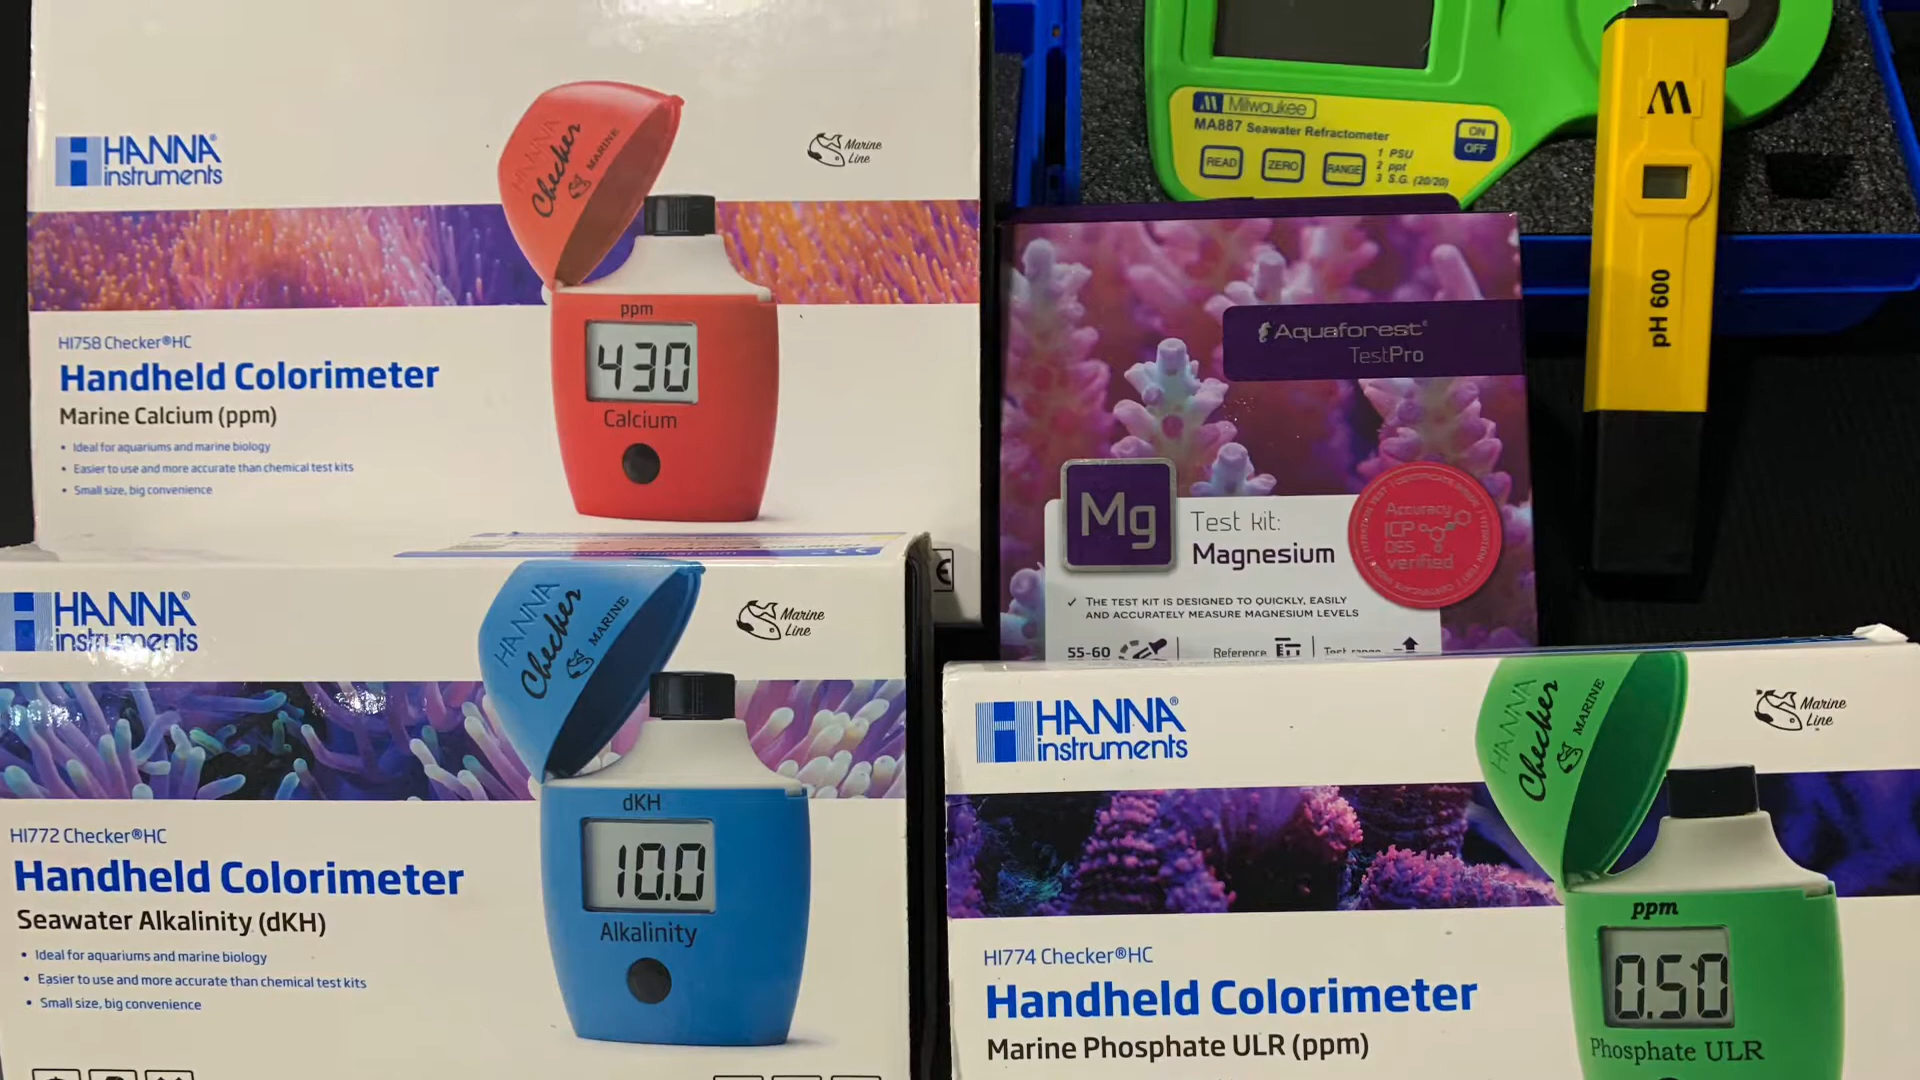 HANNA®
instruments
HANNA
Checker
MARINE
Marine
Line
HI758 Checker®HC
Handheld Colorimeter
Marine Calcium (ppm)
• Ideal for aquariums and marine biology
• Easier to use and more accurate than chemical test kits
• Small size, big convenience
ppm
430
Calcium
CE
Milwaukee
MA887 Seawater Refractometer
READ
ZERO
RANGE
1 PSU
2 ppt
3 S.G. (20/20)
ON
OFF
pH 600
Aquaforest®
TestPro
Mg
Test kit:
Magnesium
Accuracy
ICP
OES
verified
✓ THE TEST KIT IS DESIGNED TO QUICKLY, EASILY
AND ACCURATELY MEASURE MAGNESIUM LEVELS
55-60
Reference
Test range
HANNA®
instruments
HANNA
Checker
MARINE
Marine
Line
HI772 Checker®HC
Handheld Colorimeter
Seawater Alkalinity (dKH)
• Ideal for aquariums and marine biology
• Easier to use and more accurate than chemical test kits
• Small size, big convenience
dKH
10.0
Alkalinity
HANNA®
instruments
HANNA
Checker
MARINE
Marine
Line
HI774 Checker®HC
Handheld Colorimeter
Marine Phosphate ULR (ppm)
ppm
0.50
Phosphate ULR